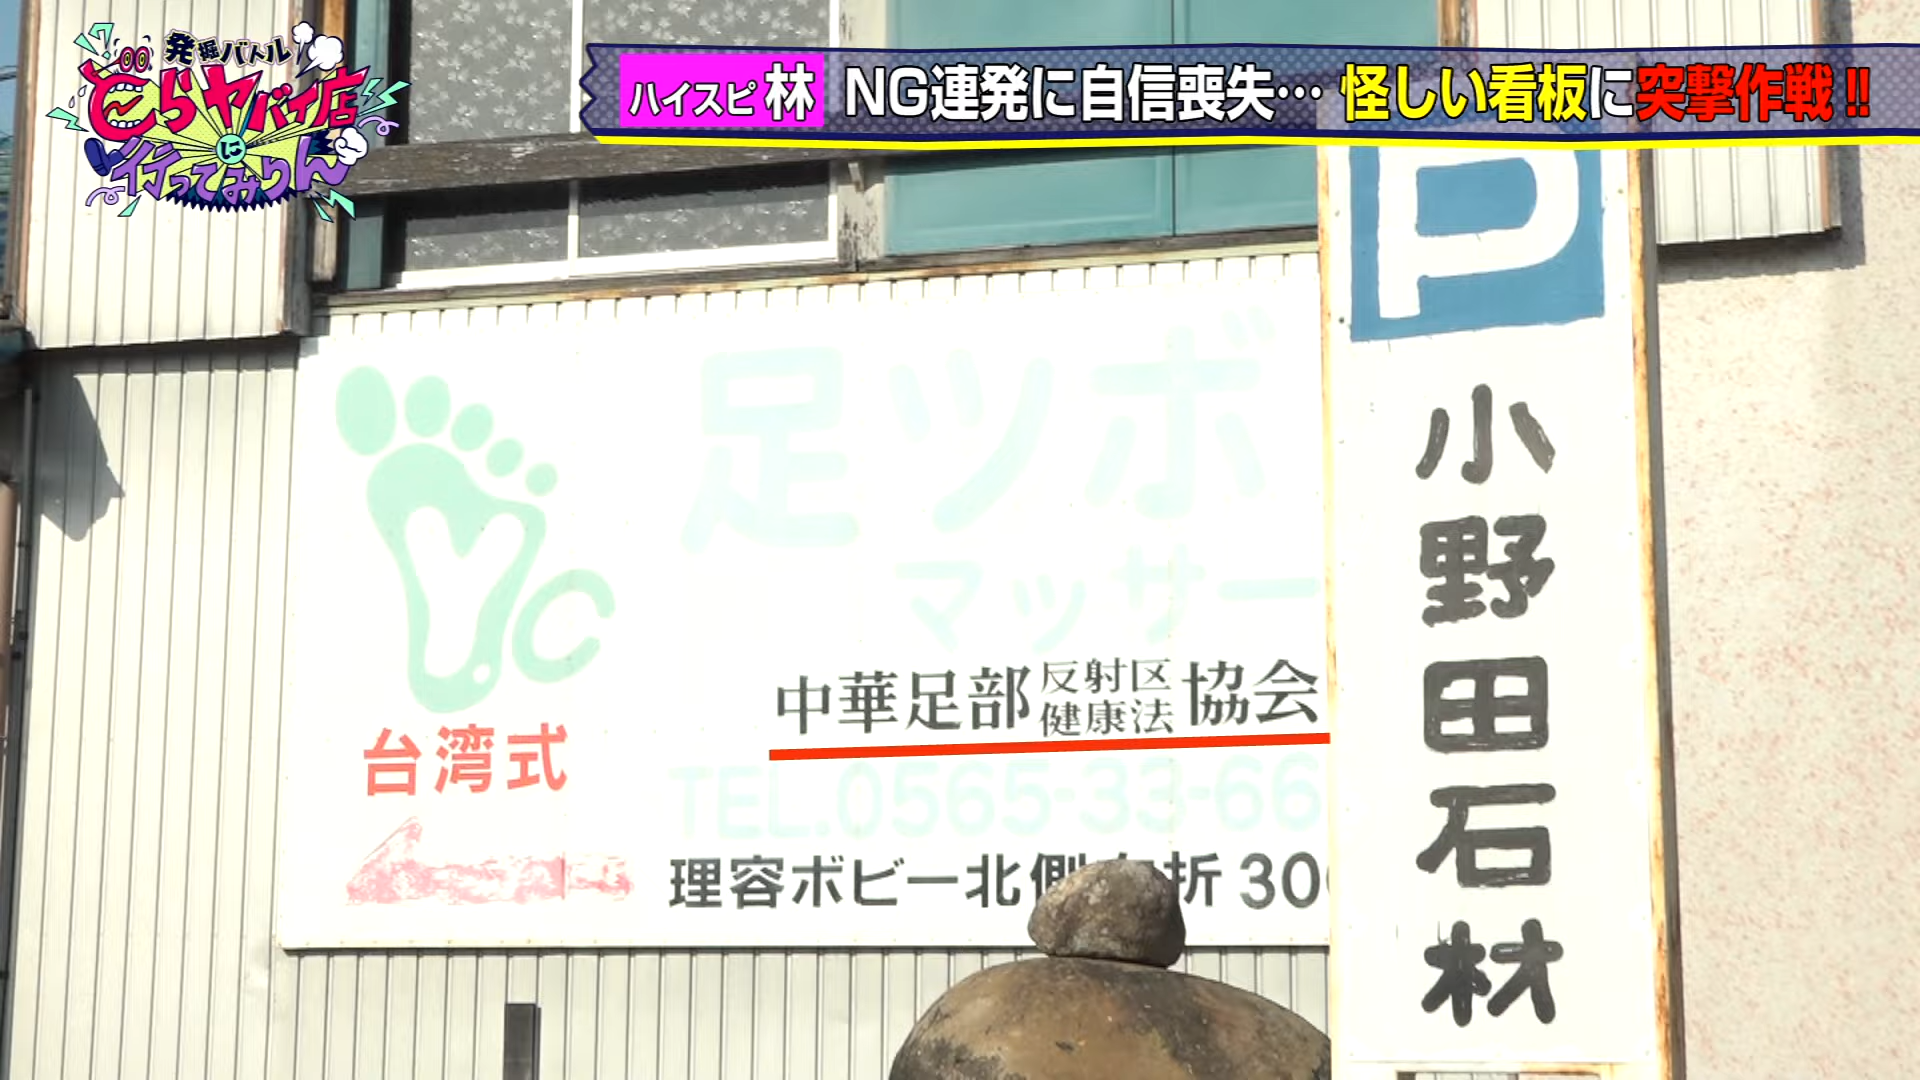 発掘バトル
どらヤバイ店
に
行ってみりん
ハイスピ林 NG連発に自信喪失… 怪しい看板に突撃作戦!!
P
小野田石材
足ツボ
マッサー
YC
中華足部反射区健康法協会
台湾式
TEL.0565-33-66
理容ボビー北側 折 30